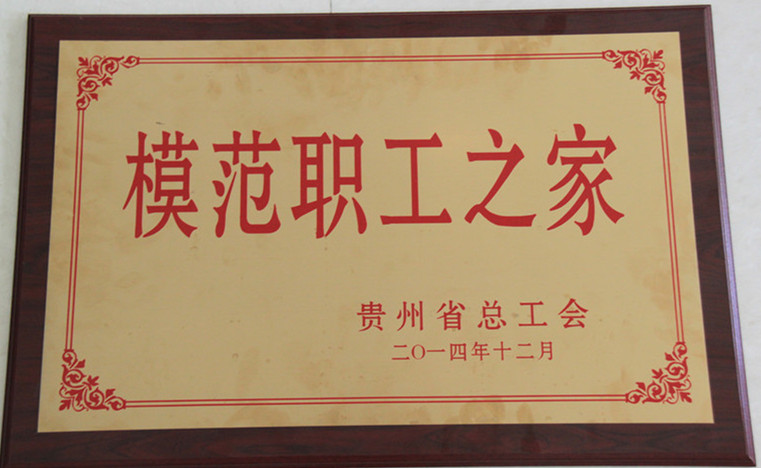 模范职工之家
贵州省总工会
二〇一四年十二月